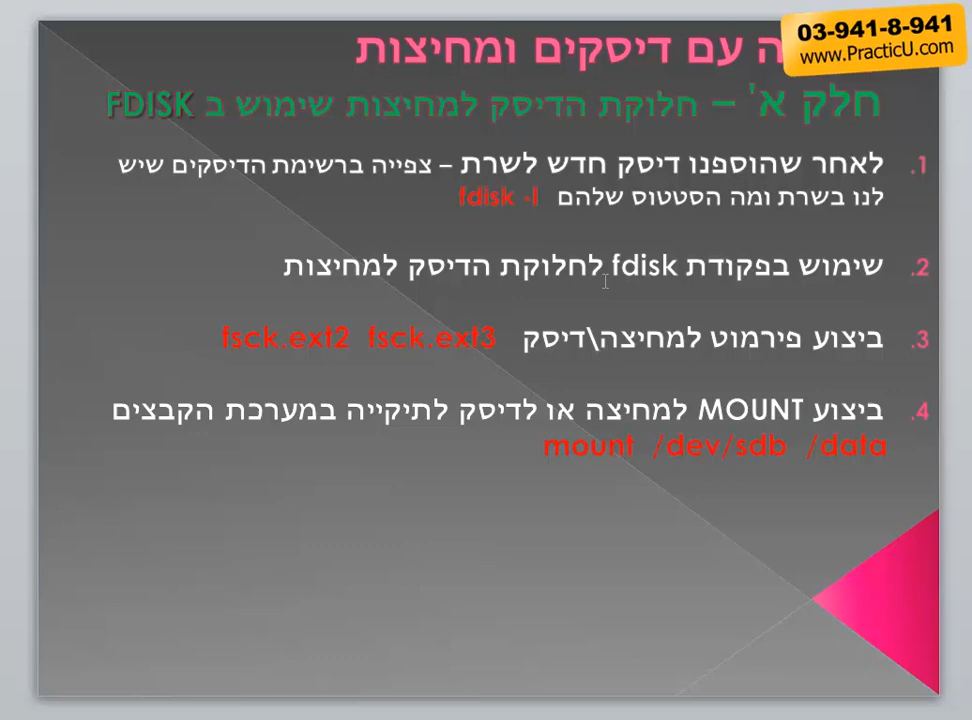 03-941-8-941
www.PracticU.com
ה עם דיסקים ומחיצות
חלק א' – חלוקת הדיסק למחיצות שימוש ב FDISK
1. לאחר שהוספנו דיסק חדש לשרת – צפייה ברשימת הדיסקים שיש
לנו בשרת ומה הסטטוס שלהם fdisk -l
2. שימוש בפקודת fdisk לחלוקת הדיסק למחיצות
3. ביצוע פירמוט למחיצה\דיסק fsck.ext2 fsck.ext3
4. ביצוע MOUNT למחיצה או לדיסק לתיקייה במערכת הקבצים
mount /dev/sdb /data